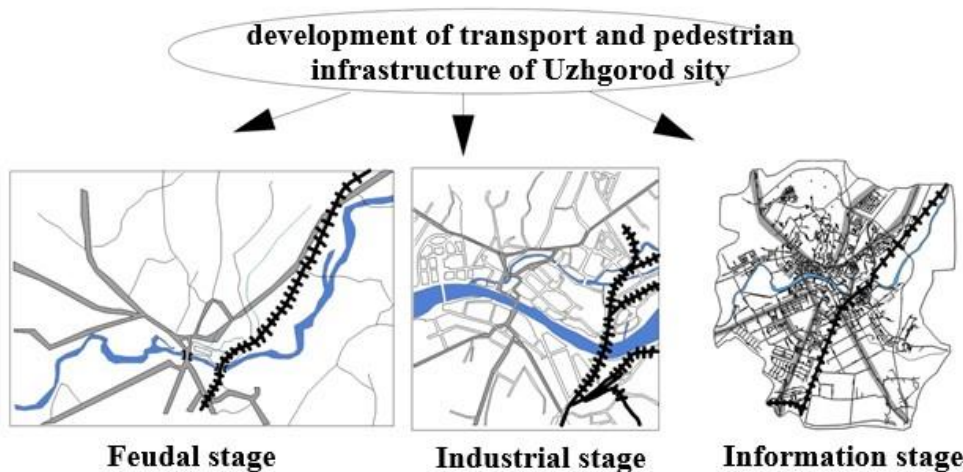 development of transport and pedestrian
infrastructure of Uzhgorod sity
Feudal stage
Industrial stage
Information stage